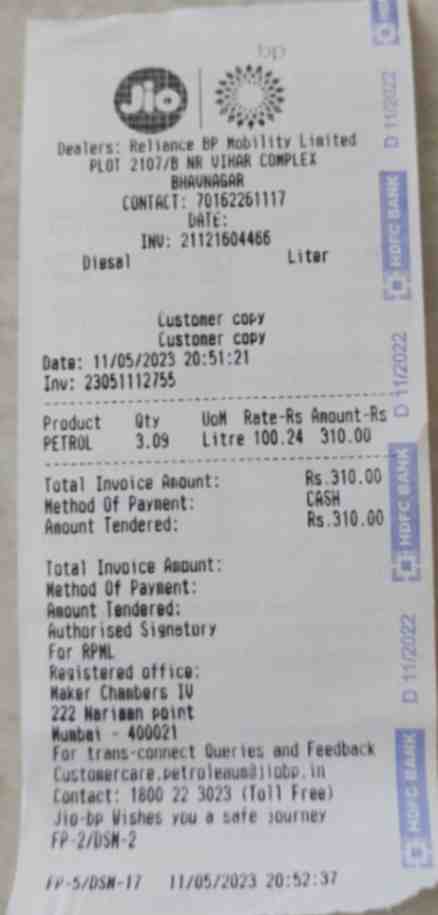 bp
Jio
Dealers: Reliance BP Mobility Limited
PLOT 2107/B NR VIHAR COMPLEX
BHAVNAGAR
CONTACT: 70162261117
DATE:
INV: 21121604466
Diesal Liter
Customer copy
Customer copy
Date: 11/05/2023 20:51:21
Inv: 23051112755
Product Qty UoM Rate-Rs Amount-Rs
PETROL 3.09 Litre 100.24 310.00
Total Invoice Amount: Rs.310.00
Method Of Payment: CASH
Amount Tendered: Rs.310.00
Total Invoice Amount:
Method Of Payment:
Amount Tendered:
Authorised Signatory
For RPML
Registered office:
Maker Chambers IV
222 Nariman point
Mumbai - 400021
For trans-connect Queries and Feedback
Customercare.petroleum@jiobp.in
Contact: 1800 22 3023 (Toll Free)
Jio-bp Wishes you a safe journey
FP-2/DSM-2
FP-5/DSM-17 11/05/2023 20:52:37
D 11/2022
HDFC BANK
D 11/2022
HDFC BANK
D 11/2022
HDFC BANK